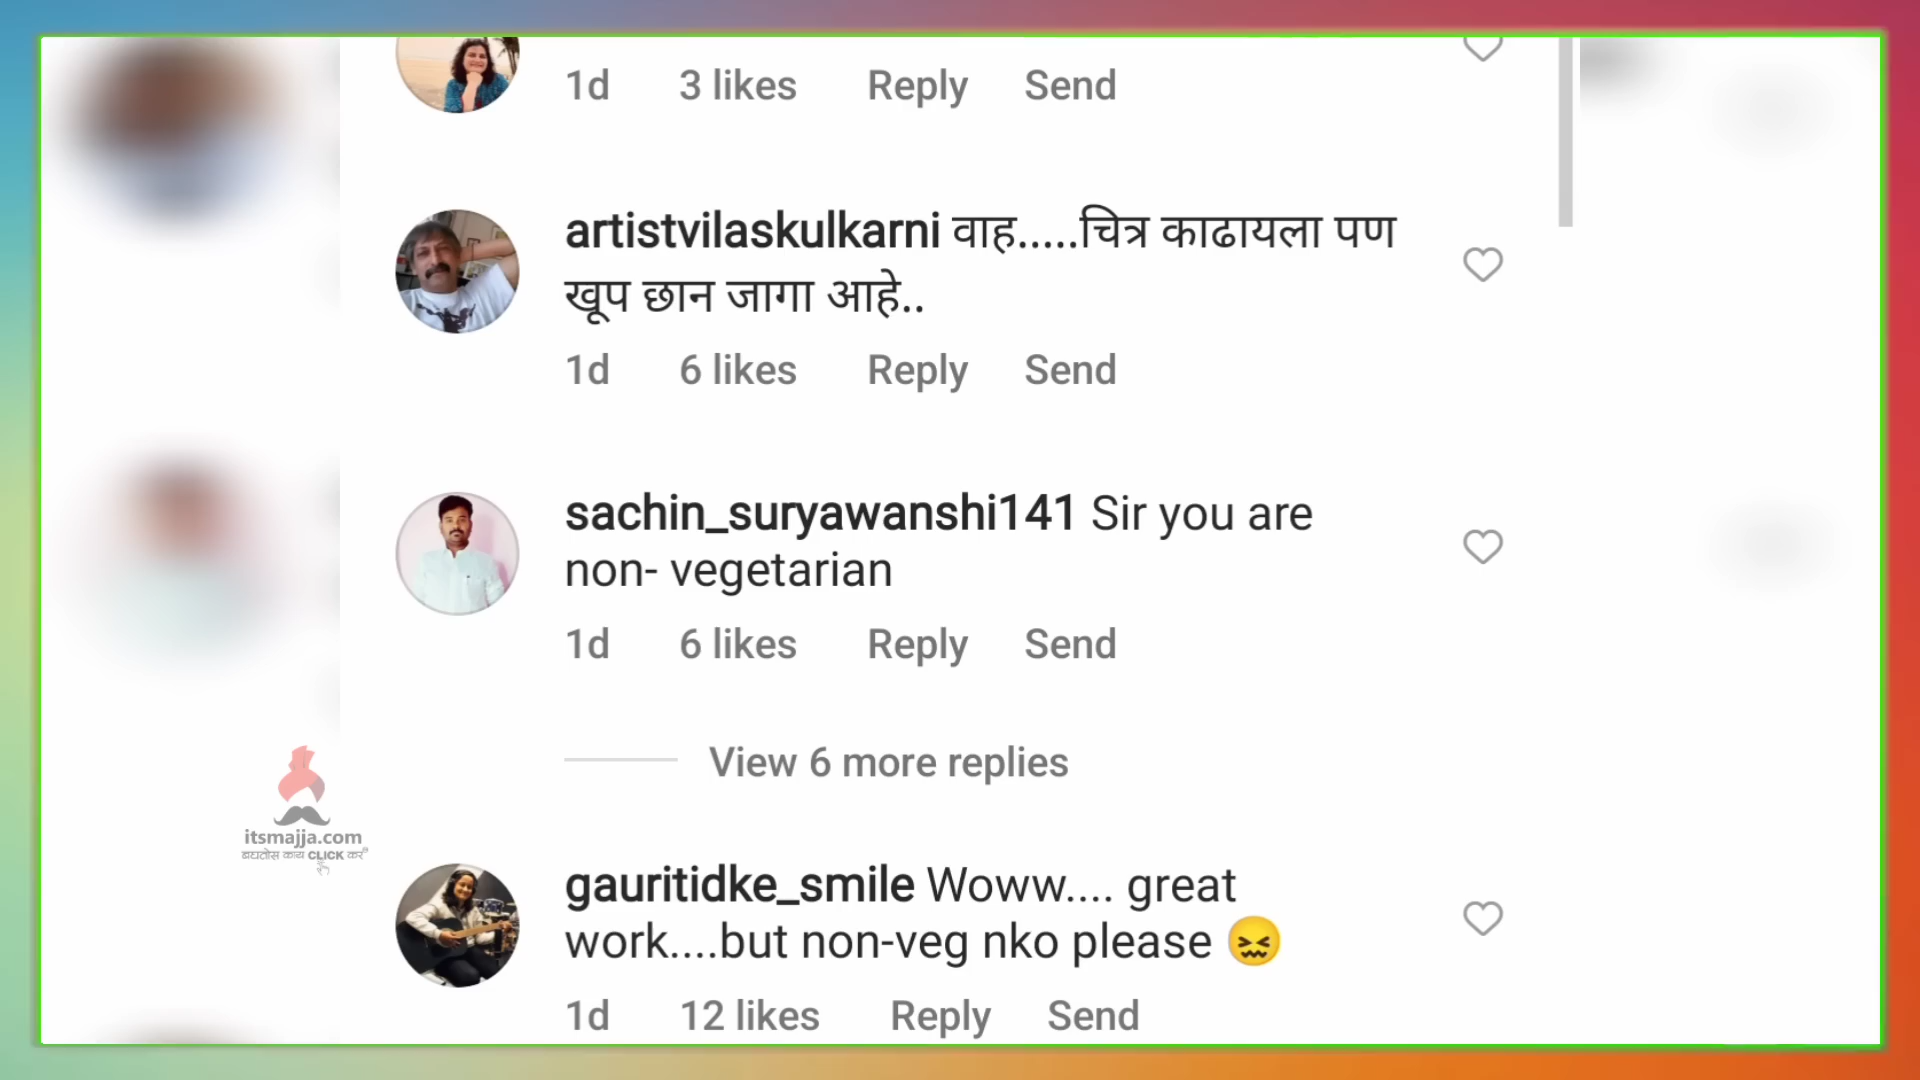 1d 3 likes Reply Send
artistvilaskulkarni वाह.....चित्र काढायला पण
खूप छान जागा आहे..
1d 6 likes Reply Send
sachin_suryawanshi141 Sir you are
non- vegetarian
1d 6 likes Reply Send
View 6 more replies
itsmajja.com
बघतोस काय CLICK कर
gauritidke_smile Woww.... great
work....but non-veg nko please 😖
1d 12 likes Reply Send